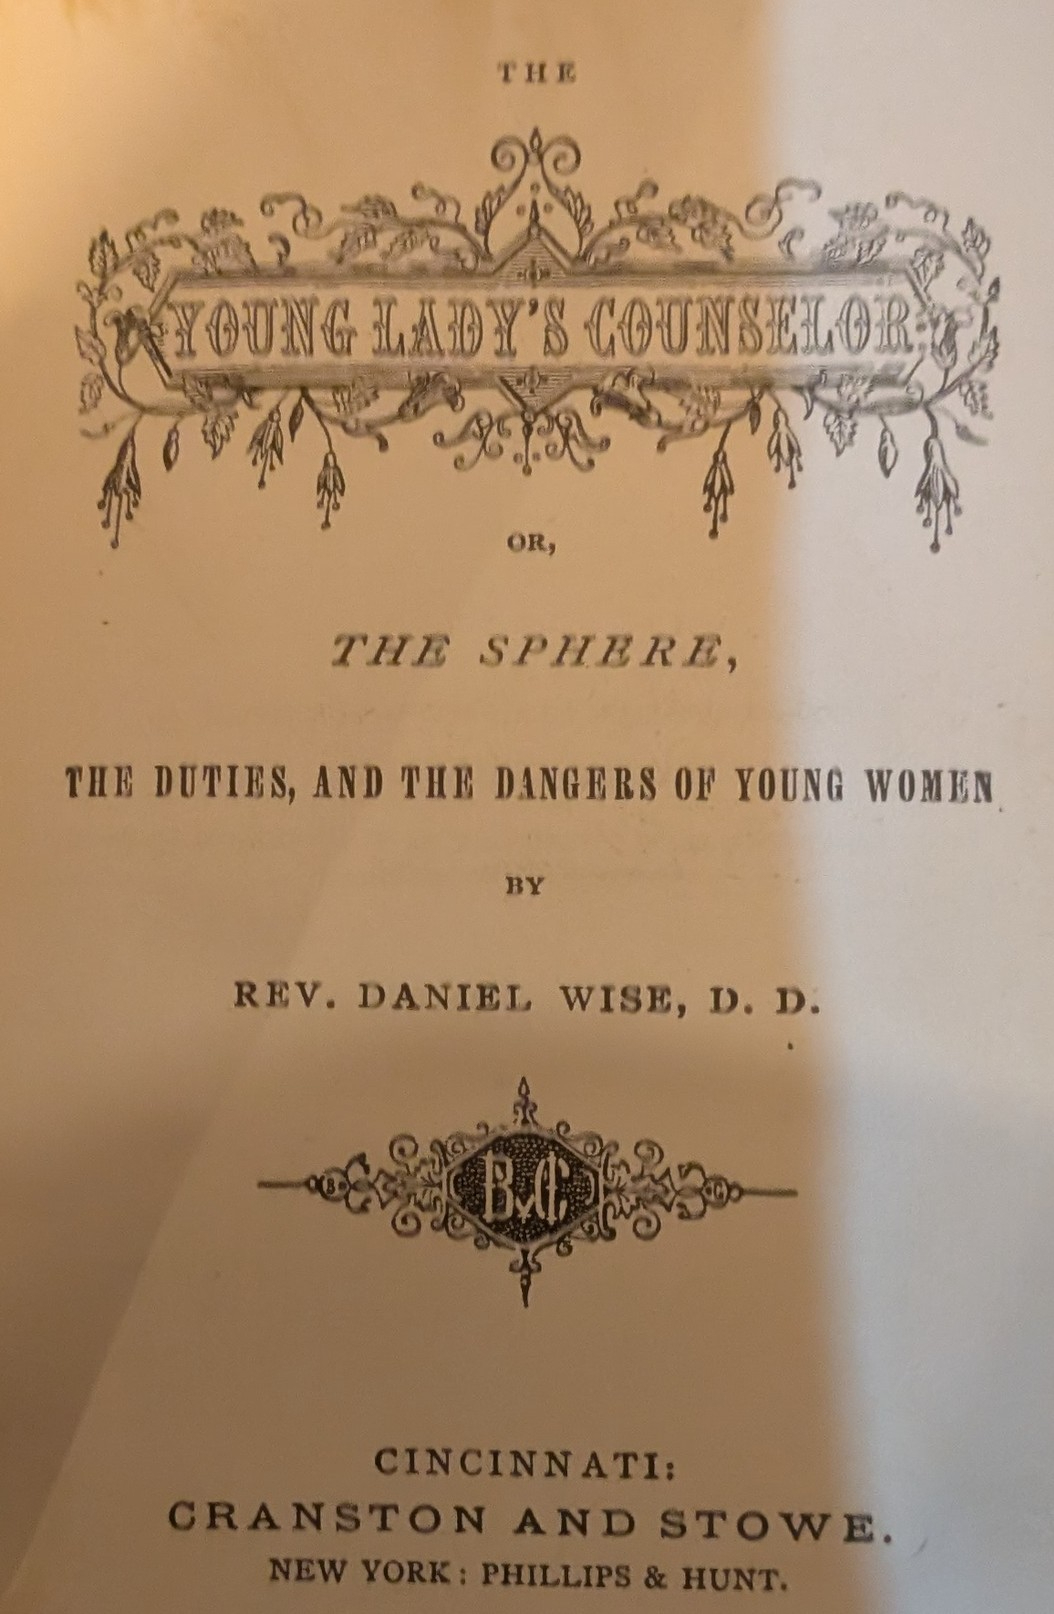 THE
YOUNG LADY'S COUNSELOR:
OR,
THE SPHERE,
THE DUTIES, AND THE DANGERS OF YOUNG WOMEN.
BY
REV. DANIEL WISE, D. D.
B C
CINCINNATI:
CRANSTON AND STOWE.
NEW YORK: PHILLIPS & HUNT.